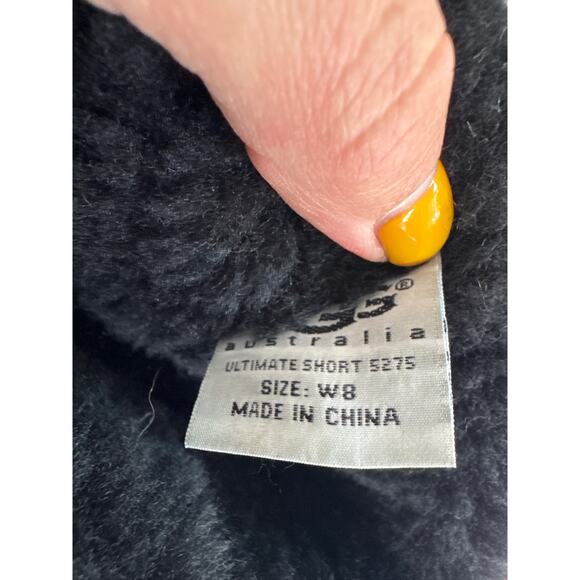 ®
australia
ULTIMATE SHORT 5275
SIZE: W8
MADE IN CHINA